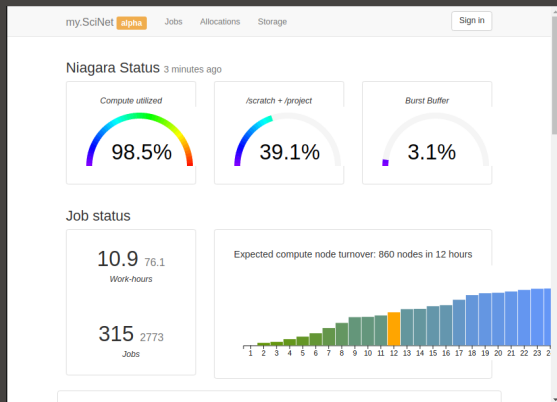 my.SciNet alpha Jobs Allocations Storage Sign in
Niagara Status 3 minutes ago
Compute utilized
98.5%
/scratch + /project
39.1%
Burst Buffer
3.1%
Job status
10.9 76.1
Work-hours
315 2773
Jobs
Expected compute node turnover: 860 nodes in 12 hours
1 2 3 4 5 6 7 8 9 10 11 12 13 14 15 16 17 18 19 20 21 22 23